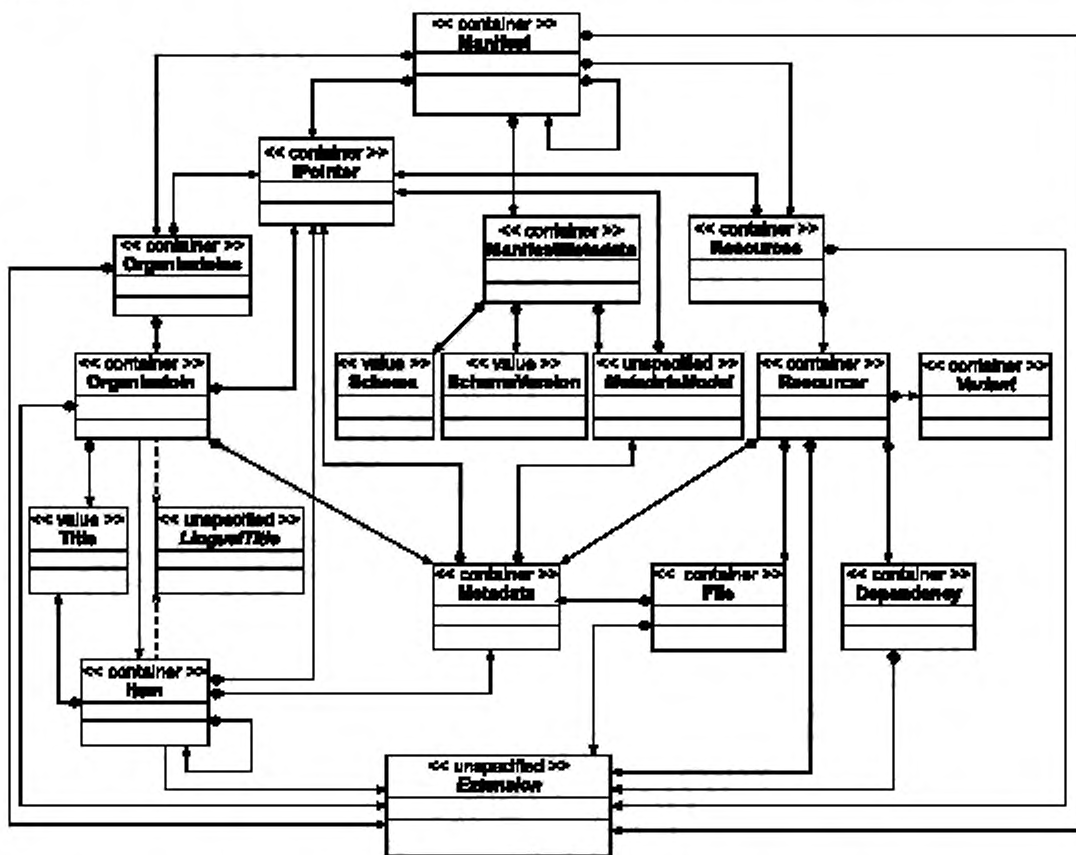 << container >>
Manifest
<< container >>
IPointer
<< container >>
Organizations
<< container >>
ManifestMetadata
<< container >>
Resources
<< container >>
Organization
<< value >>
Schema
<< value >>
SchemaVersion
<< unspecified >>
MetadataModel
<< container >>
Resource
<< container >>
Variant
<< value >>
Title
<< unspecified >>
LingualTitle
<< container >>
Metadata
<< container >>
File
<< container >>
Dependency
<< container >>
Item
<< unspecified >>
Extension